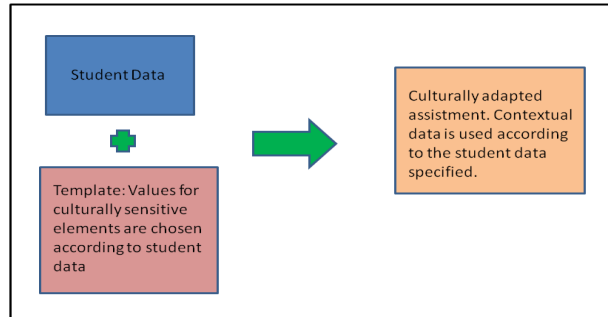 Student Data
Template: Values for
culturally sensitive
elements are chosen
according to student
data
Culturally adapted
assistment. Contextual
data is used according
to the student data
specified.